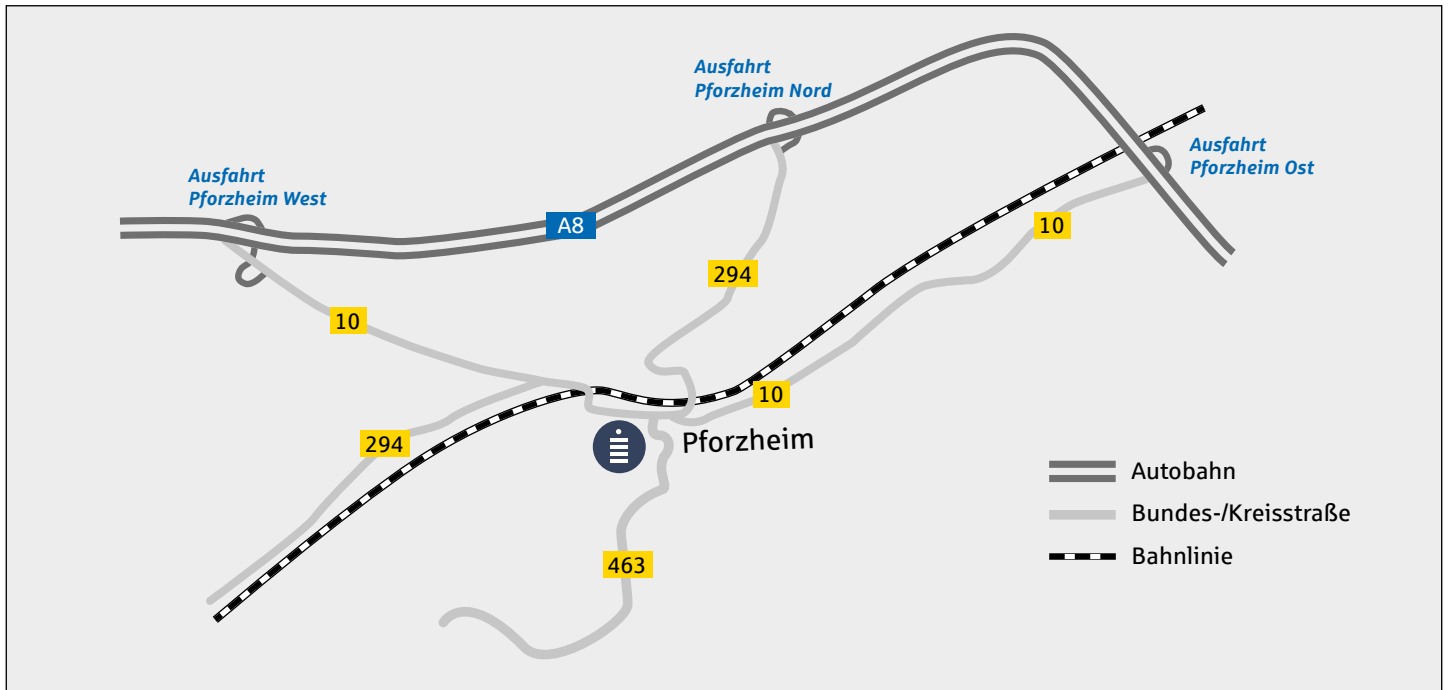 Ausfahrt
Pforzheim Nord
Ausfahrt
Pforzheim Ost
Ausfahrt
Pforzheim West
A8
10
294
10
10
294
Pforzheim
463
Autobahn
Bundes-/Kreisstraße
Bahnlinie